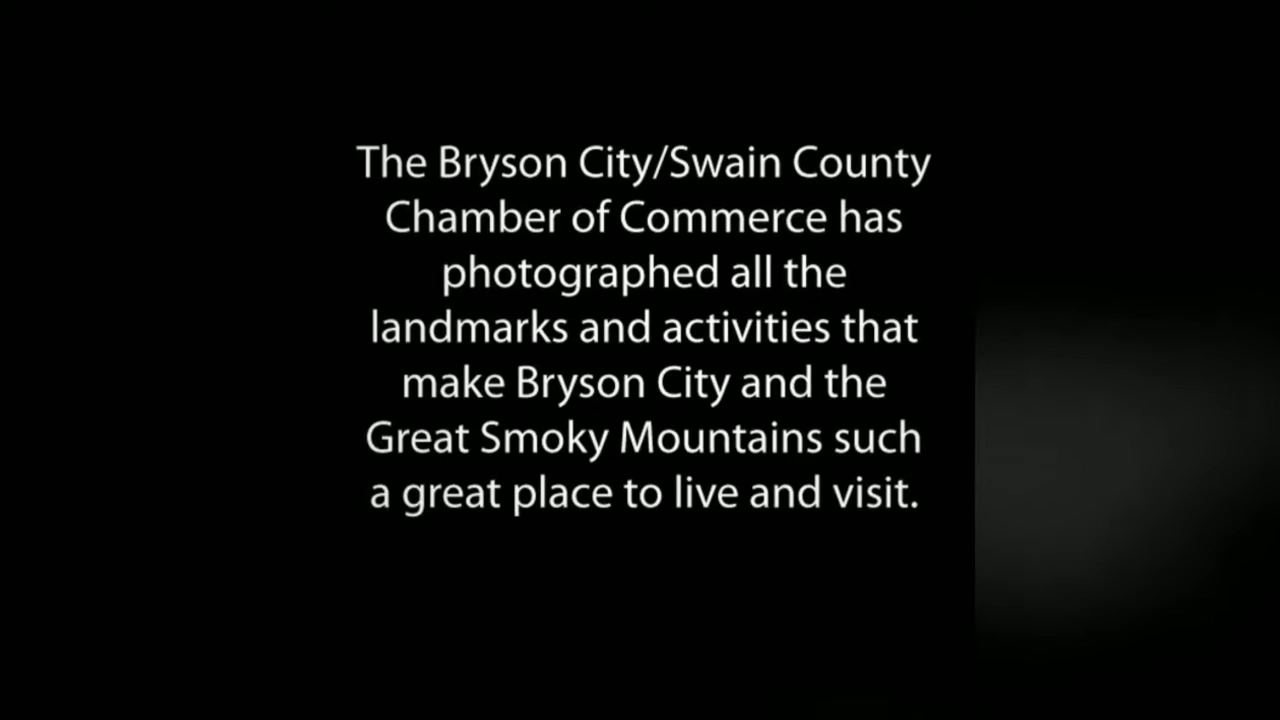 The Bryson City/Swain County
Chamber of Commerce has
photographed all the
landmarks and activities that
make Bryson City and the
Great Smoky Mountains such
a great place to live and visit.